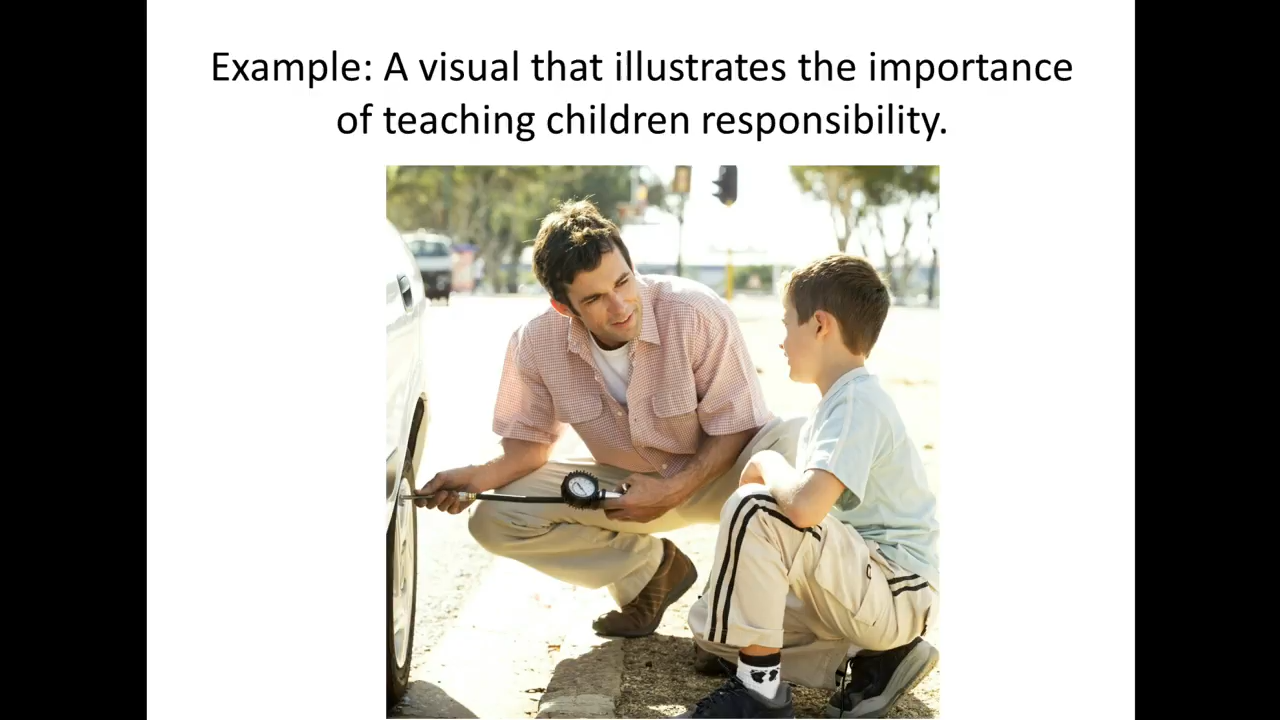 Example: A visual that illustrates the importance
of teaching children responsibility.